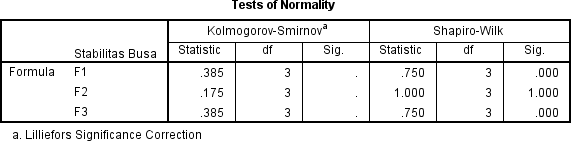 Tests of Normality
Kolmogorov-Smirnovᵃ Shapiro-Wilk
Stabilitas Busa Statistic df Sig. Statistic df Sig.
Formula F1 .385 3 . .750 3 .000
F2 .175 3 . 1.000 3 1.000
F3 .385 3 . .750 3 .000
a. Lilliefors Significance Correction